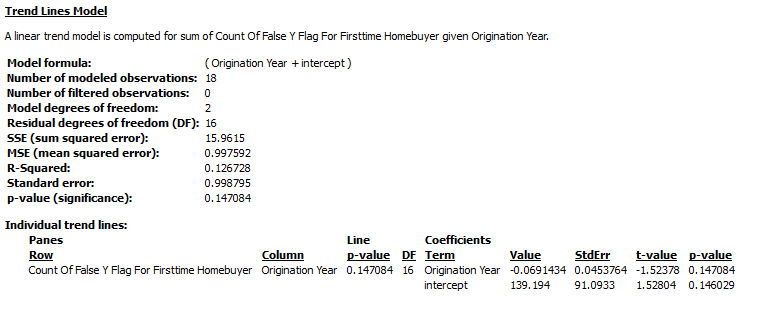 Trend Lines Model
A linear trend model is computed for sum of Count Of False Y Flag For Firsttime Homebuyer given Origination Year.
Model formula: ( Origination Year + intercept )
Number of modeled observations: 18
Number of filtered observations: 0
Model degrees of freedom: 2
Residual degrees of freedom (DF): 16
SSE (sum squared error): 15.9615
MSE (mean squared error): 0.997592
R-Squared: 0.126728
Standard error: 0.998795
p-value (significance): 0.147084
Individual trend lines:
Panes Line Coefficients
Row Column p-value DF Term Value StdErr t-value p-value
Count Of False Y Flag For Firsttime Homebuyer Origination Year 0.147084 16 Origination Year -0.0691434 0.0453764 -1.52378 0.147084
intercept 139.194 91.0933 1.52804 0.146029